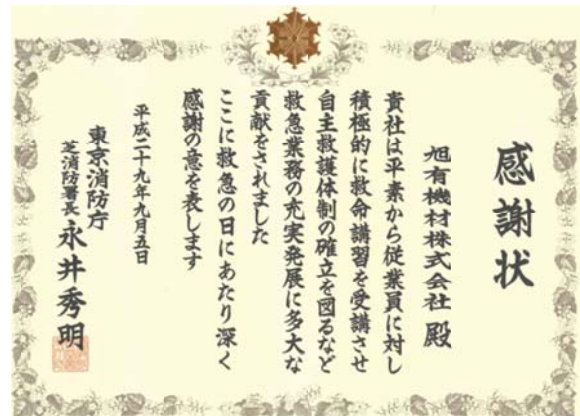 感謝状
旭有機材株式会社 殿
貴社は平素から従業員に対し
積極的に救命講習を受講させ
自主救護体制の確立を図るなど
救急業務の充実発展に多大な
貢献をされました
ここに救急の日にあたり深く
感謝の意を表します
平成二十九年九月五日
東京消防庁
芝消防署長 永井秀明